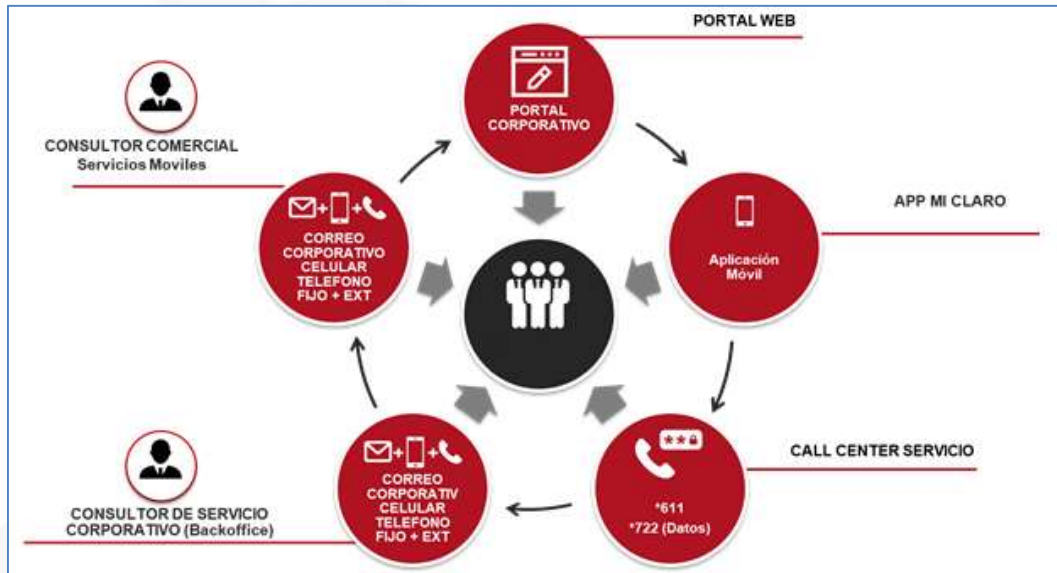 PORTAL WEB
PORTAL
CORPORATIVO
APP MI CLARO
Aplicación
Móvil
CALL CENTER SERVICIO
*611
*722 (Datos)
CORREO
CORPORATIV
CELULAR
TELEFONO
FIJO + EXT
CONSULTOR DE SERVICIO
CORPORATIVO (Backoffice)
CORREO
CORPORATIVO
CELULAR
TELEFONO
FIJO + EXT
CONSULTOR COMERCIAL
Servicios Moviles